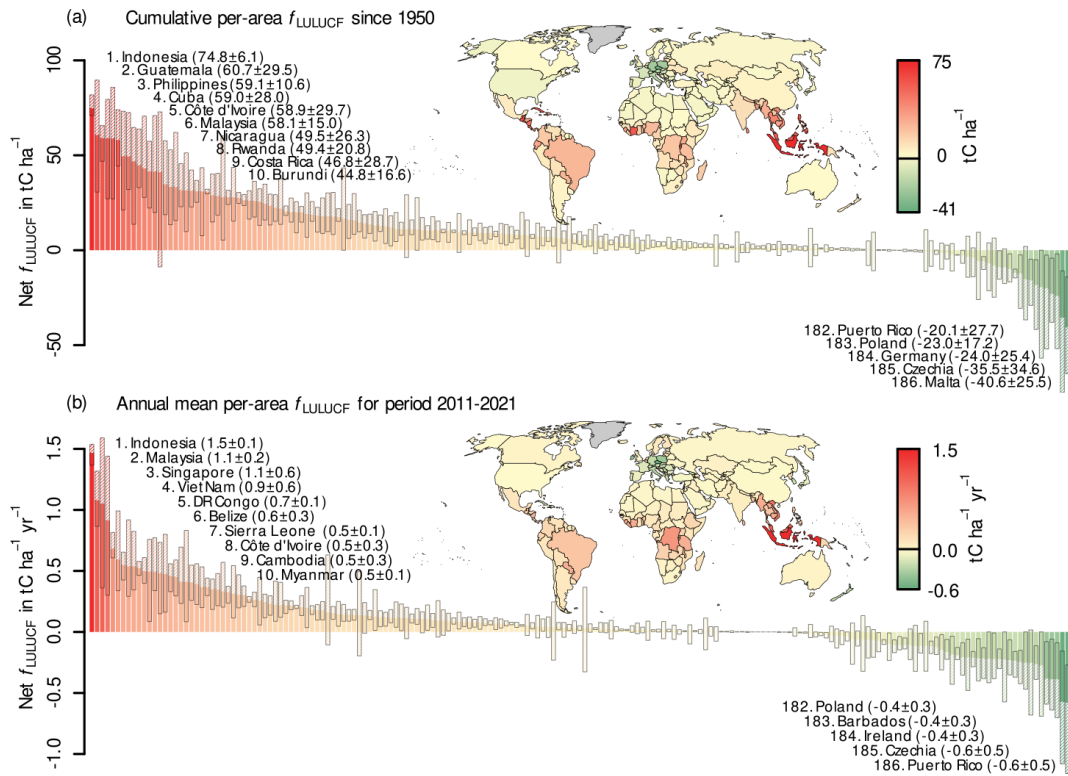 (a) Cumulative per-area fLULUCF since 1950
Net fLULUCF in tC ha−1
100
50
0
-50
1. Indonesia (74.8±6.1)
2. Guatemala (60.7±29.5)
3. Philippines (59.1±10.6)
4. Cuba (59.0±28.0)
5. Côte d'Ivoire (58.9±29.7)
6. Malaysia (58.1±15.0)
7. Nicaragua (49.5±26.3)
8. Rwanda (49.4±20.8)
9. Costa Rica (46.8±28.7)
10. Burundi (44.8±16.6)
75
0
-41
tC ha−1
182. Puerto Rico (-20.1±27.7)
183. Poland (-23.0±17.2)
184. Germany (-24.0±25.4)
185. Czechia (-35.5±34.6)
186. Malta (-40.6±25.5)
(b) Annual mean per-area fLULUCF for period 2011-2021
Net fLULUCF in tC ha−1 yr−1
1.5
1.0
0.5
0.0
-1.0
1. Indonesia (1.5±0.1)
2. Malaysia (1.1±0.2)
3. Singapore (1.1±0.6)
4. VietNam (0.9±0.6)
5. DRCongo (0.7±0.1)
6. Belize (0.6±0.3)
7. Sierra Leone (0.5±0.1)
8. Côte d'Ivoire (0.5±0.3)
9. Cambodia (0.5±0.3)
10. Myanmar (0.5±0.1)
1.5
0.0
-0.6
tC ha−1 yr−1
182. Poland (-0.4±0.3)
183. Barbados (-0.4±0.3)
184. Ireland (-0.4±0.3)
185. Czechia (-0.6±0.5)
186. Puerto Rico (-0.6±0.5)